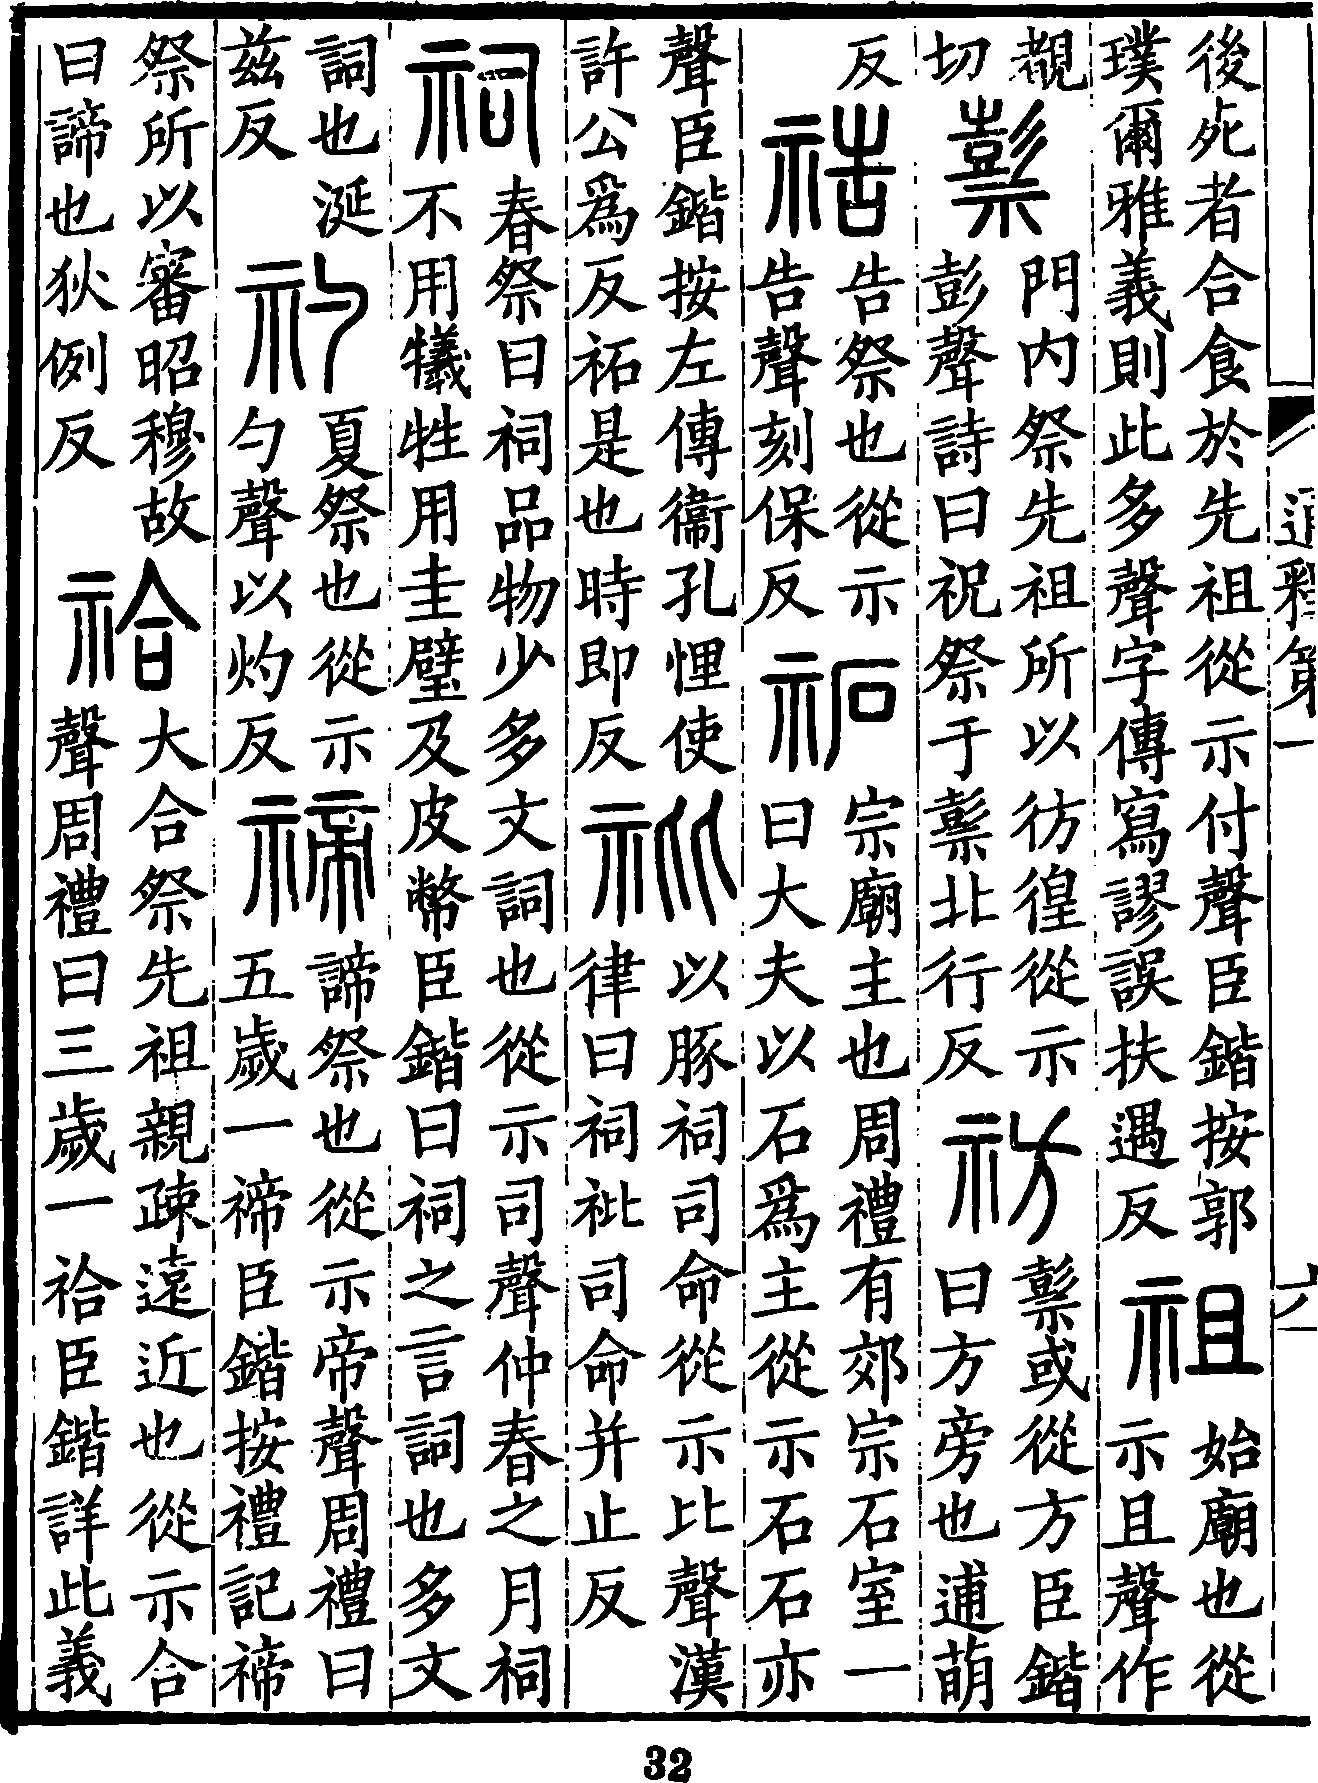 通釋第一
後死者合食於先祖從示付聲臣鍇按郭
璞爾雅義則此多聲字傳寫謬誤扶遇反
祖
始廟也從
示且聲作
覩
切
𥛱
門内祭先祖所以彷徨從示
彭聲詩曰祝祭于𥛱北行反
祊
𥛱或從方臣鍇
曰方旁也逋萌
反
祰
告祭也從示
告聲刻保反
祏
宗廟主也周禮有郊宗石室一
曰大夫以石爲主從示石石亦
聲臣鍇按左傳衞孔悝使
許公爲反祏是也時即反
䃾
以豚祠司命從示比聲漢
律曰祠䃾司命并止反
祠
春祭曰祠品物少多文詞也從示司聲仲春之月祠
不用犧牲用圭璧及皮幣臣鍇曰祠之言詞也多文
詞也涎
兹反
礿
夏祭也從示
勺聲以灼反
禘
諦祭也從示帝聲周禮曰
五歲一禘臣鍇按禮記禘
祭所以審昭穆故
曰諦也狄例反
祫
大合祭先祖親疎遠近也從示合
聲周禮曰三歲一祫臣鍇詳此義
32